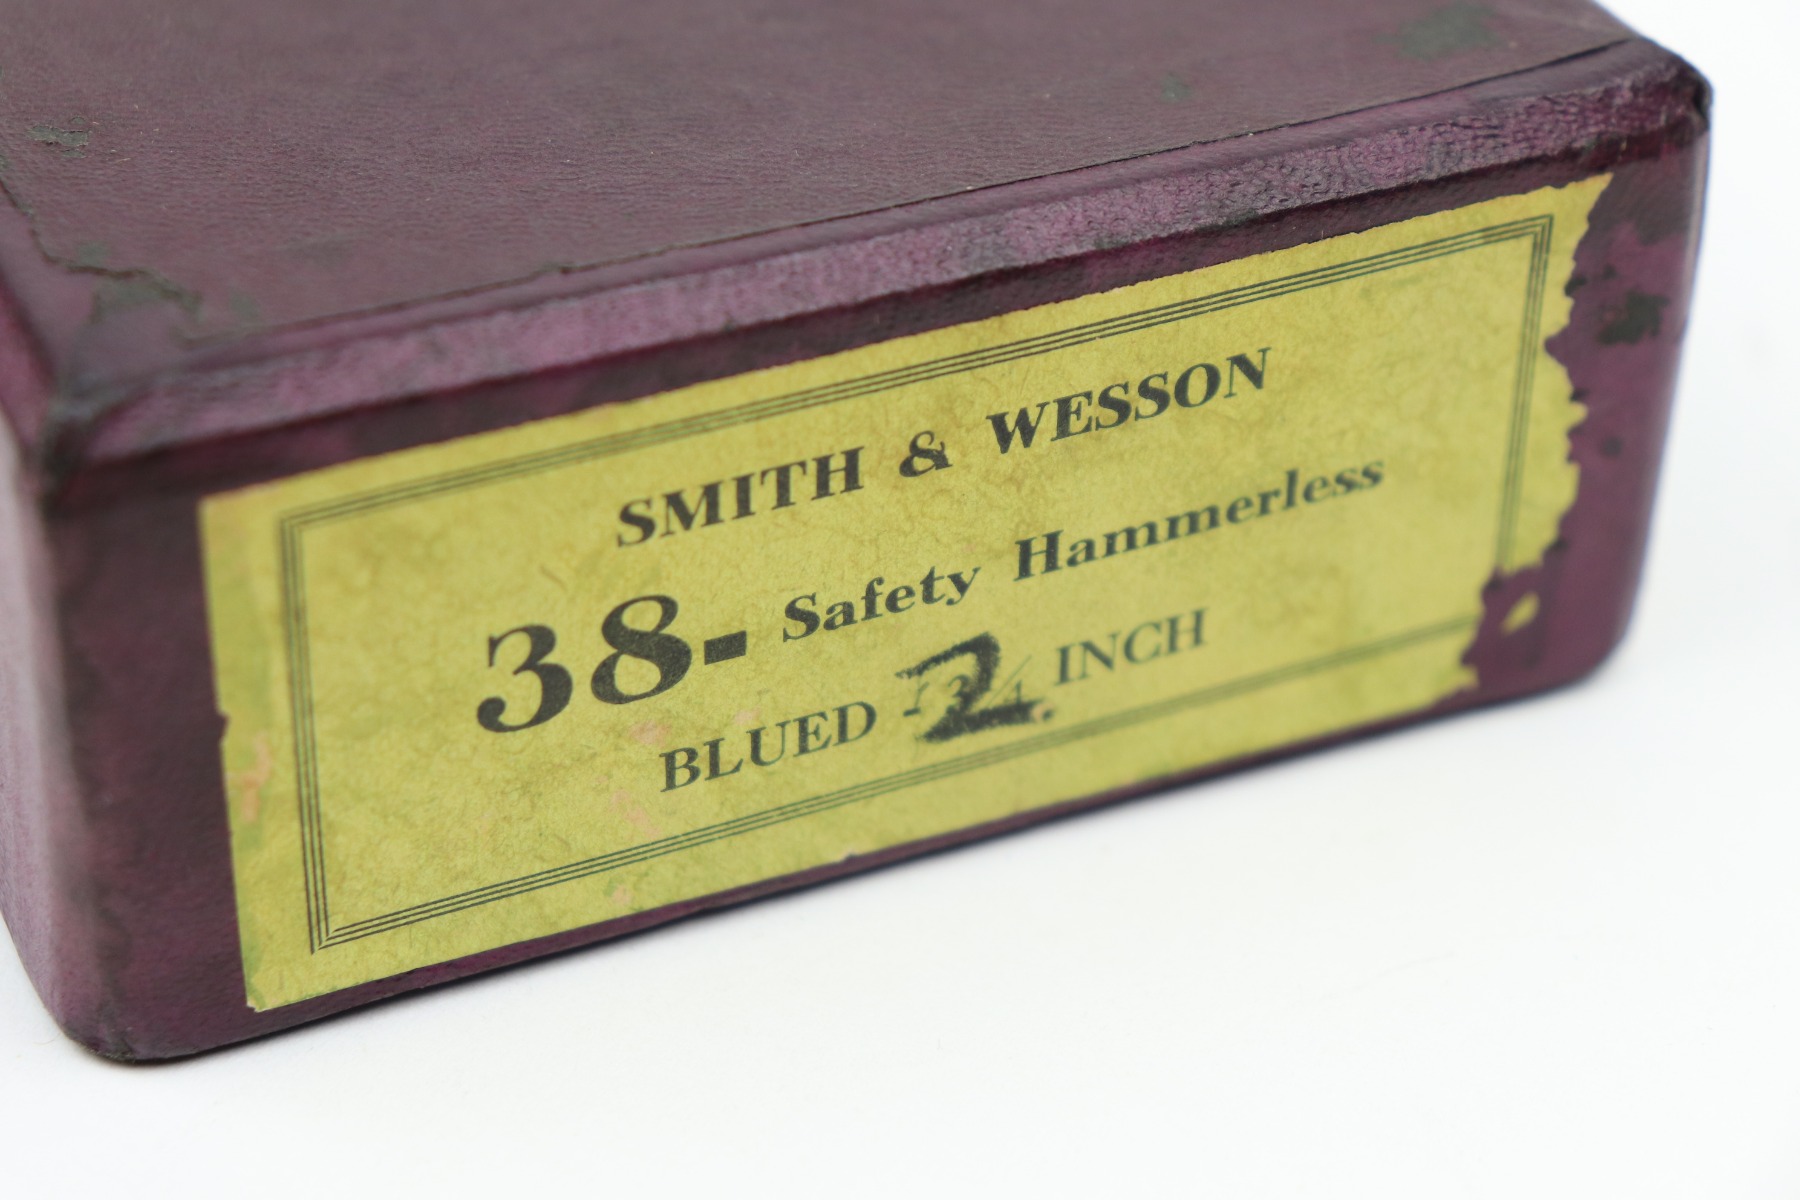 SMITH & WESSON
38- Safety Hammerless
BLUED 2 INCH